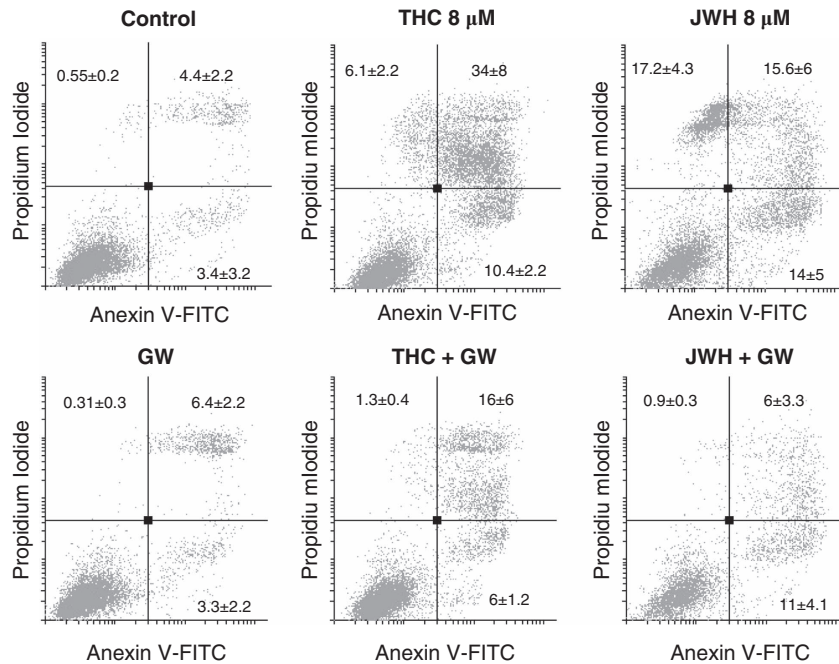 Control
THC 8 μM
JWH 8 μM
0.55±0.2
4.4±2.2
3.4±3.2
Propidium Iodide
Anexin V-FITC
6.1±2.2
34±8
10.4±2.2
Propidiu mIodide
Anexin V-FITC
17.2±4.3
15.6±6
14±5
Propidiu mIodide
Anexin V-FITC
GW
THC + GW
JWH + GW
0.31±0.3
6.4±2.2
3.3±2.2
Propidium Iodide
Anexin V-FITC
1.3±0.4
16±6
6±1.2
Propidiu mIodide
Anexin V-FITC
0.9±0.3
6±3.3
11±4.1
Propidiu mIodide
Anexin V-FITC